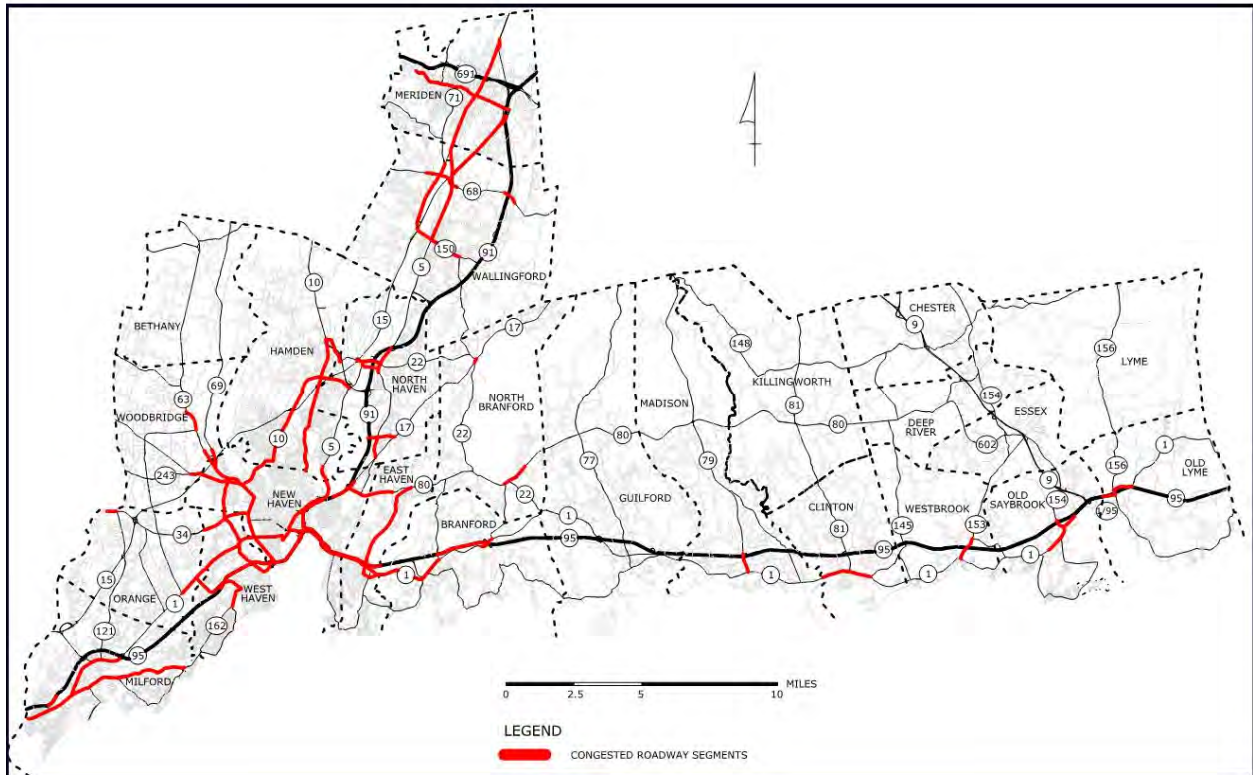 691
MERIDEN
71
68
150
91
5
WALLINGFORD
10
15
BETHANY
HAMDEN
17
CHESTER
9
22
148
156
LYME
69
63
NORTH
HAVEN
KILLINGWORTH
WOODBRIDGE
91
NORTH
BRANFORD
MADISON
81
154
ESSEX
10
5
17
22
80
80
DEEP
RIVER
602
1
243
EAST
HAVEN
80
77
79
156
OLD
LYME
NEW
HAVEN
22
GUILFORD
9
OLD
SAYBROOK
154
95
1/95
34
BRANFORD
1
CLINTON
145
WESTBROOK
153
81
95
95
1
15
ORANGE
1
WEST
HAVEN
1
1
1
162
121
95
MILFORD
MILES
0
2.5
5
10
LEGEND
CONGESTED ROADWAY SEGMENTS